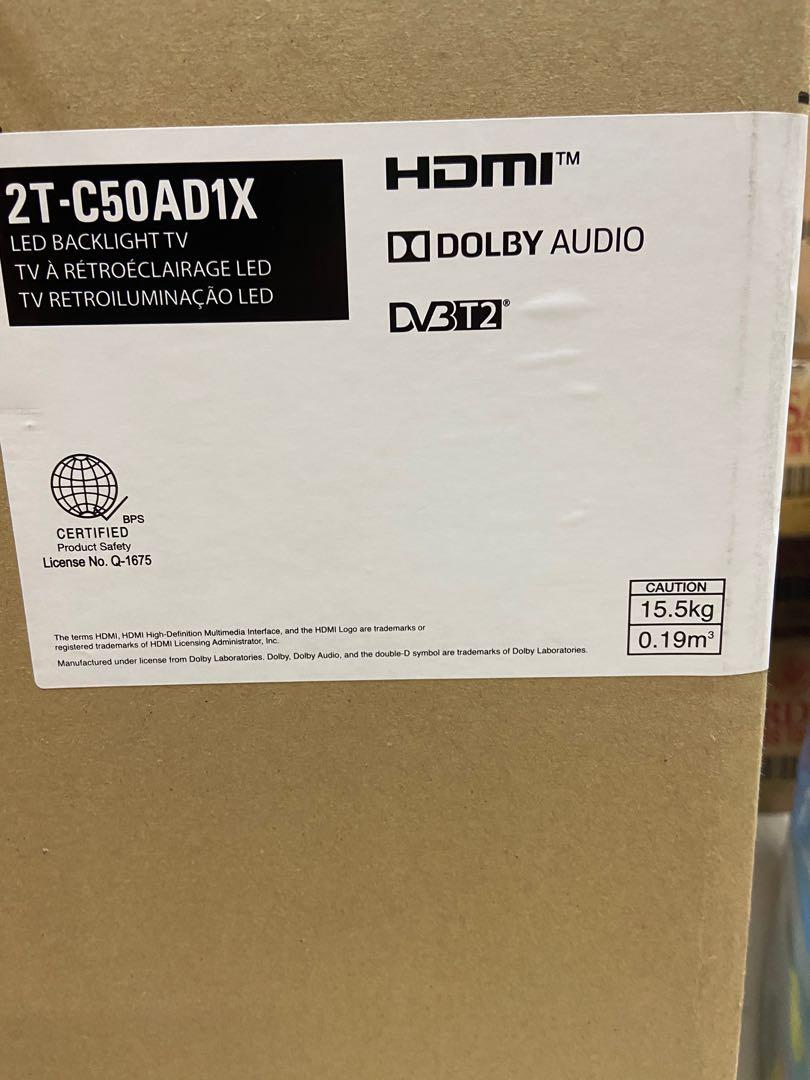 2T-C50AD1X
LED BACKLIGHT TV
TV À RÉTROÉCLAIRAGE LED
TV RETROILUMINAÇÃO LED
HDMI™
DOLBY AUDIO
DVB T2®
BPS
CERTIFIED
Product Safety
License No. Q-1675
CAUTION
15.5kg
0.19m³
The terms HDMI, HDMI High-Definition Multimedia Interface, and the HDMI Logo are trademarks or
registered trademarks of HDMI Licensing Administrator, Inc.
Manufactured under license from Dolby Laboratories. Dolby, Dolby Audio, and the double-D symbol are trademarks of Dolby Laboratories.